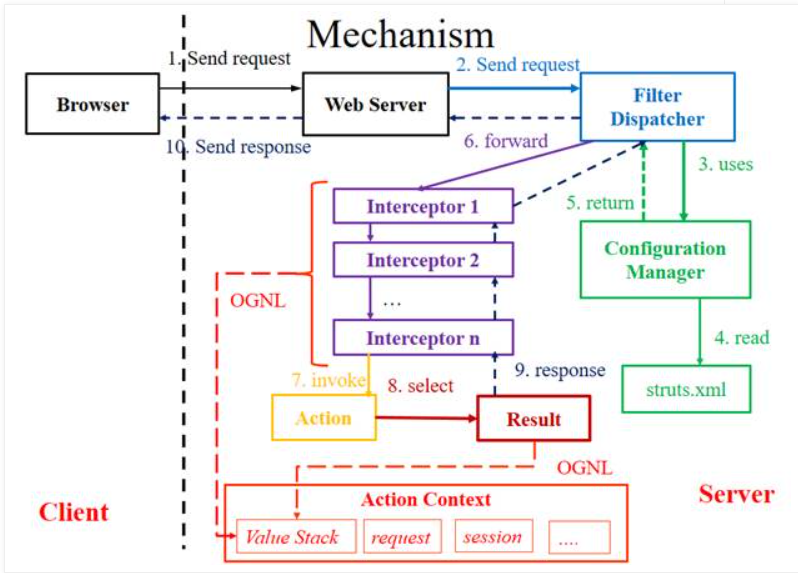 Mechanism
1. Send request
2. Send request
Browser
Web Server
Filter
Dispatcher
10. Send response
6. forward
3. uses
5. return
Interceptor 1
Configuration
Manager
Interceptor 2
OGNL
...
Interceptor n
4. read
7. invoke
8. select
9. response
struts.xml
Action
Result
OGNL
Action Context
Client
Server
Value Stack
request
session
....